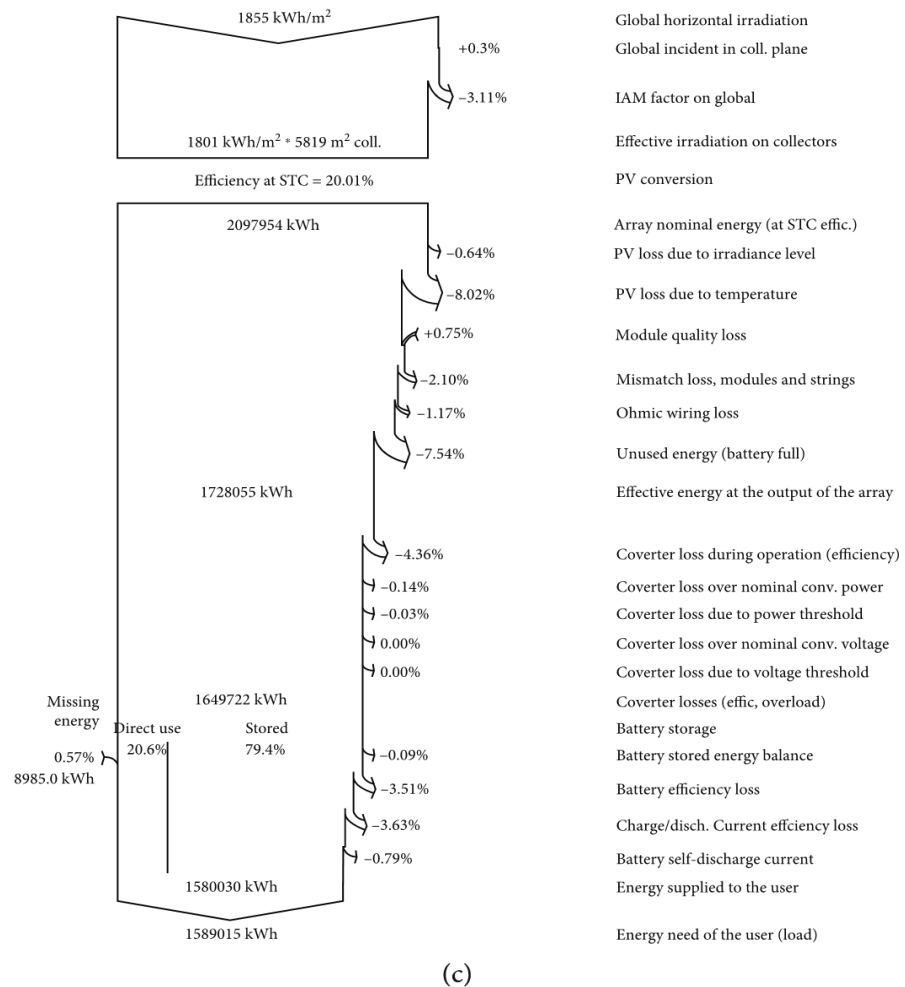 1855 kWh/m² Global horizontal irradiation
+0.3% Global incident in coll. plane
–3.11% IAM factor on global
1801 kWh/m² * 5819 m² coll. Effective irradiation on collectors
Efficiency at STC = 20.01% PV conversion
2097954 kWh Array nominal energy (at STC effic.)
–0.64% PV loss due to irradiance level
–8.02% PV loss due to temperature
+0.75% Module quality loss
–2.10% Mismatch loss, modules and strings
–1.17% Ohmic wiring loss
–7.54% Unused energy (battery full)
1728055 kWh Effective energy at the output of the array
–4.36% Coverter loss during operation (efficiency)
–0.14% Coverter loss over nominal conv. power
–0.03% Coverter loss due to power threshold
0.00% Coverter loss over nominal conv. voltage
0.00% Coverter loss due to voltage threshold
Missing 1649722 kWh Coverter losses (effic, overload)
energy Direct use Stored Battery storage
0.57% 20.6% 79.4% –0.09% Battery stored energy balance
8985.0 kWh
–3.51% Battery efficiency loss
–3.63% Charge/disch. Current effciency loss
–0.79% Battery self-discharge current
1580030 kWh Energy supplied to the user
1589015 kWh Energy need of the user (load)
(c)